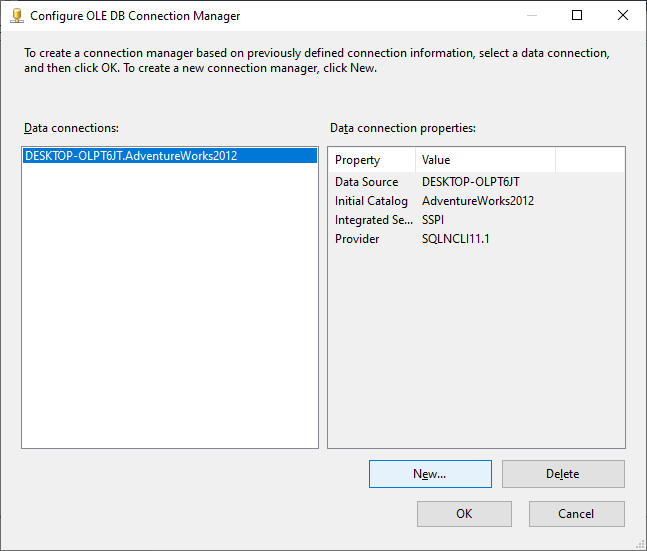 Configure OLE DB Connection Manager
To create a connection manager based on previously defined connection information, select a data connection,
and then click OK. To create a new connection manager, click New.
Data connections:
Data connection properties:
DESKTOP-OLPT6JT.AdventureWorks2012
Property Value
Data Source DESKTOP-OLPT6JT
Initial Catalog AdventureWorks2012
Integrated Se... SSPI
Provider SQLNCLI11.1
New...
Delete
OK
Cancel